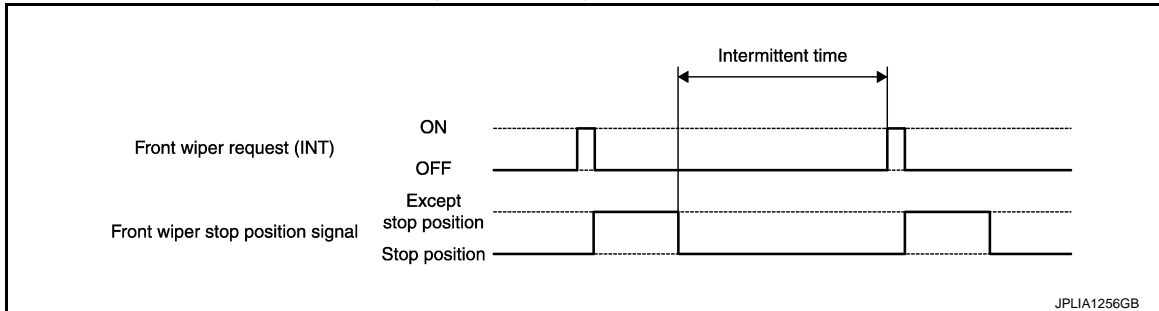 Intermittent time
ON
Front wiper request (INT)
OFF
Except
stop position
Front wiper stop position signal
Stop position
JPLIA1256GB